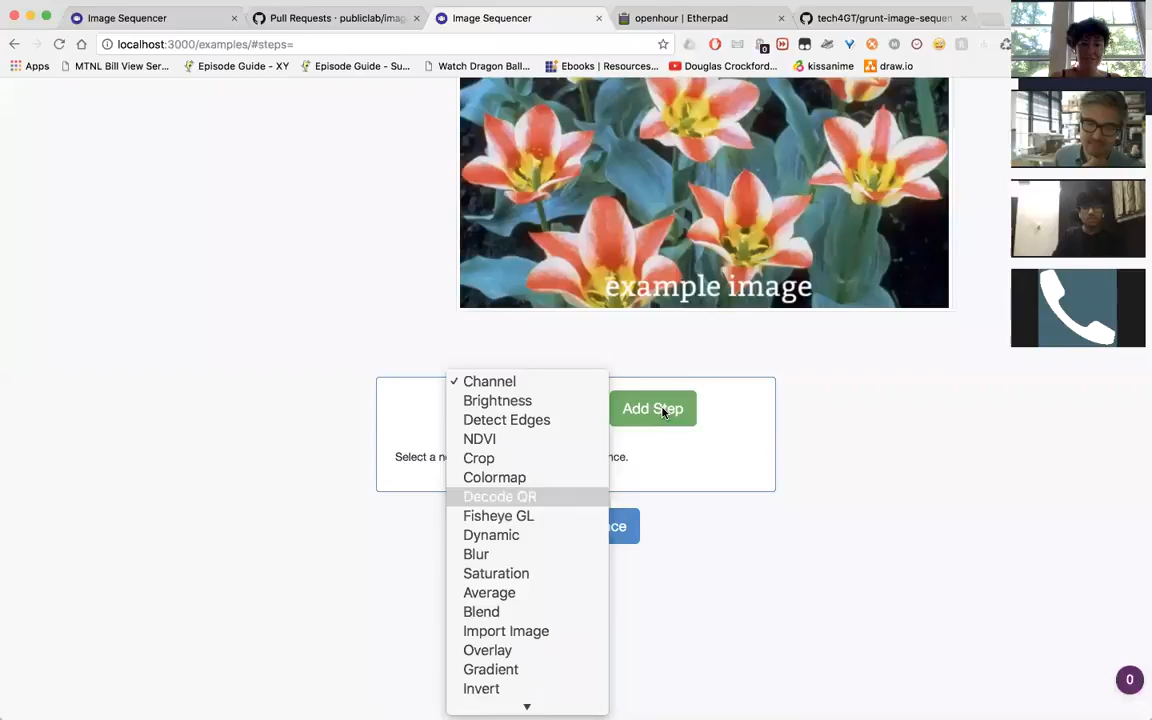 Image Sequencer
Pull Requests · publiclab/imag
Image Sequencer
openhour | Etherpad
tech4GT/grunt-image-sequen
localhost:3000/examples/#steps=
Apps
MTNL Bill View Ser...
Episode Guide - XY
Episode Guide - Su...
Watch Dragon Ball...
Ebooks | Resources...
Douglas Crockford...
kissanime
draw.io
example image
✓ Channel
Brightness
Detect Edges
NDVI
Crop
Colormap
Decode QR
Fisheye GL
Dynamic
Blur
Saturation
Average
Blend
Import Image
Overlay
Gradient
Invert
Add Step
Select a n
nce.
ce
0
0